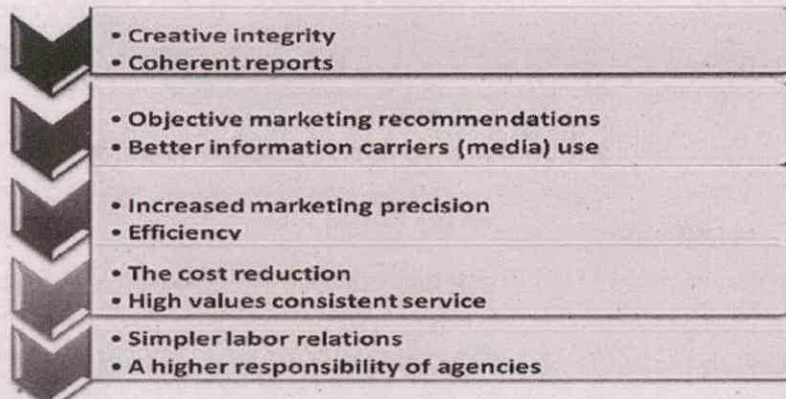 • Creative integrity
• Coherent reports
• Objective marketing recommendations
• Better information carriers (media) use
• Increased marketing precision
• Efficiency
• The cost reduction
• High values consistent service
• Simpler labor relations
• A higher responsibility of agencies